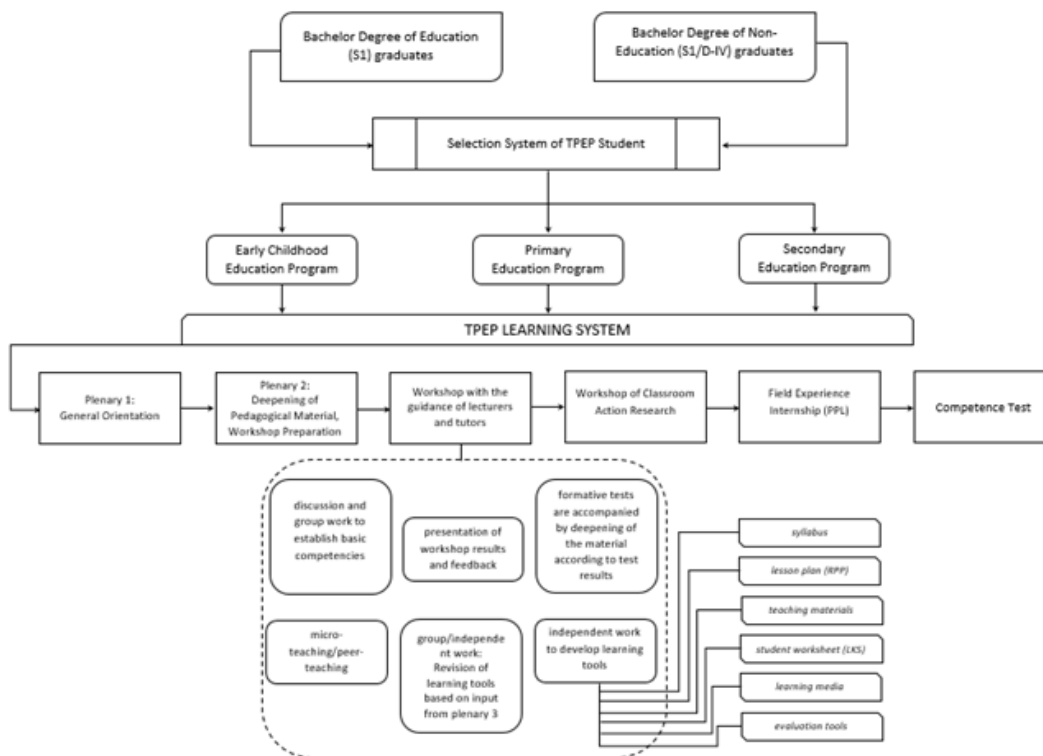 Bachelor Degree of Education
(S1) graduates
Bachelor Degree of Non-
Education (S1/D-IV) graduates
Selection System of TPEP Student
Early Childhood
Education Program
Primary
Education Program
Secondary
Education Program
TPEP LEARNING SYSTEM
Plenary 1:
General Orientation
Plenary 2:
Deepening of
Pedagogical Material,
Workshop Preparation
Workshop with the
guidance of lecturers
and tutors
Workshop of Classroom
Action Research
Field Experience
Internship (PPL)
Competence Test
discussion and
group work to
establish basic
competencies
presentation of
workshop results
and feedback
formative tests
are accompanied
by deepening of
the material
according to test
results
micro-
teaching/peer-
teaching
group/independe
nt work:
Revision of
learning tools
based on input
from plenary 3
independent work
to develop learning
tools
syllabus
lesson plan (RPP)
teaching materials
student worksheet (LKS)
learning media
evaluation tools